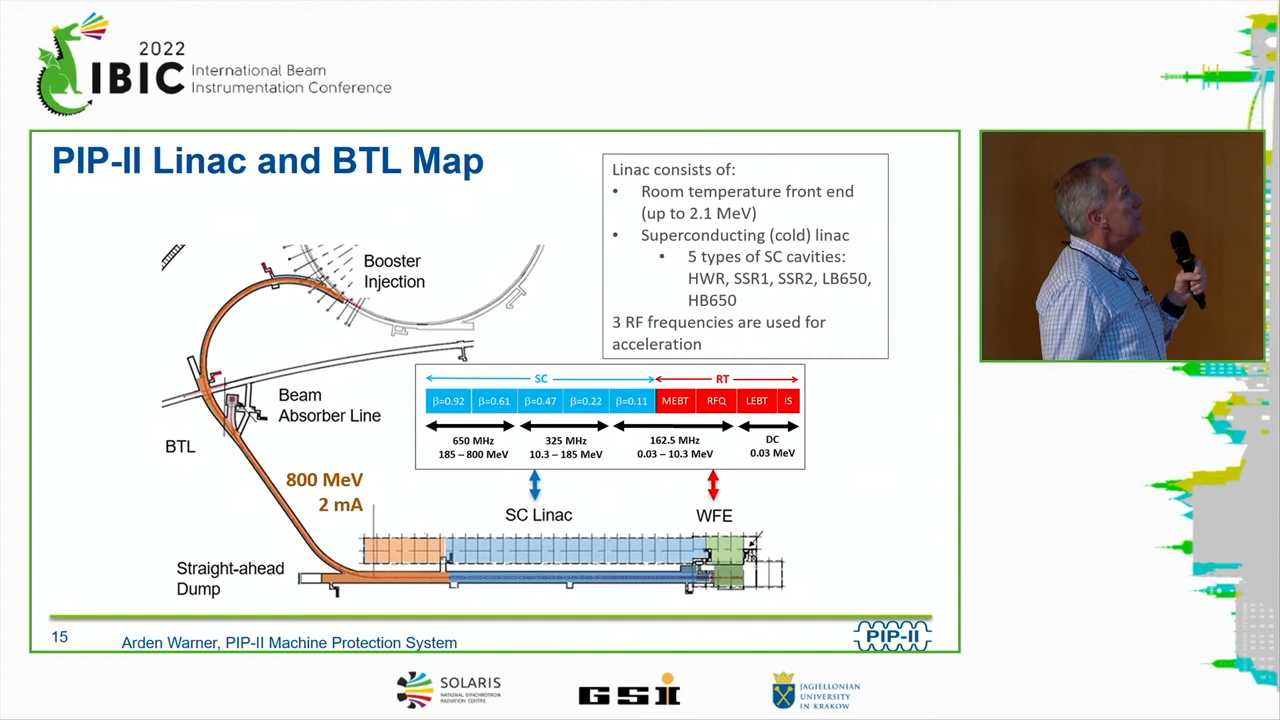 2022
IBIC
International Beam
Instrumentation Conference
PIP-II Linac and BTL Map
Linac consists of:
• Room temperature front end
(up to 2.1 MeV)
• Superconducting (cold) linac
• 5 types of SC cavities:
HWR, SSR1, SSR2, LB650,
HB650
3 RF frequencies are used for
acceleration
Booster
Injection
Beam
Absorber Line
BTL
SC RT
β=0.92 β=0.61 β=0.47 β=0.22 β=0.11 MEBT RFQ LEBT IS
650 MHz 325 MHz 162.5 MHz DC
185 – 800 MeV 10.3 – 185 MeV 0.03 – 10.3 MeV 0.03 MeV
800 MeV
2 mA
SC Linac WFE
Straight-ahead
Dump
15 Arden Warner, PIP-II Machine Protection System PIP-II
SOLARIS
NATIONAL SYNCHROTRON
RADIATION CENTRE
GSI
JAGIELLONIAN
UNIVERSITY
IN KRAKOW